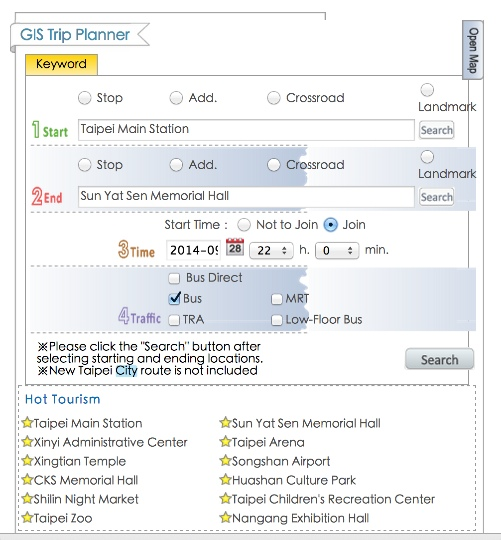 GIS Trip Planner
Open Map
Keyword
Stop Add. Crossroad Landmark
1 Start Taipei Main Station Search
Stop Add. Crossroad Landmark
2 End Sun Yat Sen Memorial Hall Search
Start Time : Not to Join Join
3 Time 2014-09 28 22 h. 0 min.
Bus Direct
Bus MRT
4 Traffic TRA Low-Floor Bus
※Please click the "Search" button after
selecting starting and ending locations.
※New Taipei City route is not included
Search
Hot Tourism
Taipei Main Station Sun Yat Sen Memorial Hall
Xinyi Administrative Center Taipei Arena
Xingtian Temple Songshan Airport
CKS Memorial Hall Huashan Culture Park
Shilin Night Market Taipei Children's Recreation Center
Taipei Zoo Nangang Exhibition Hall